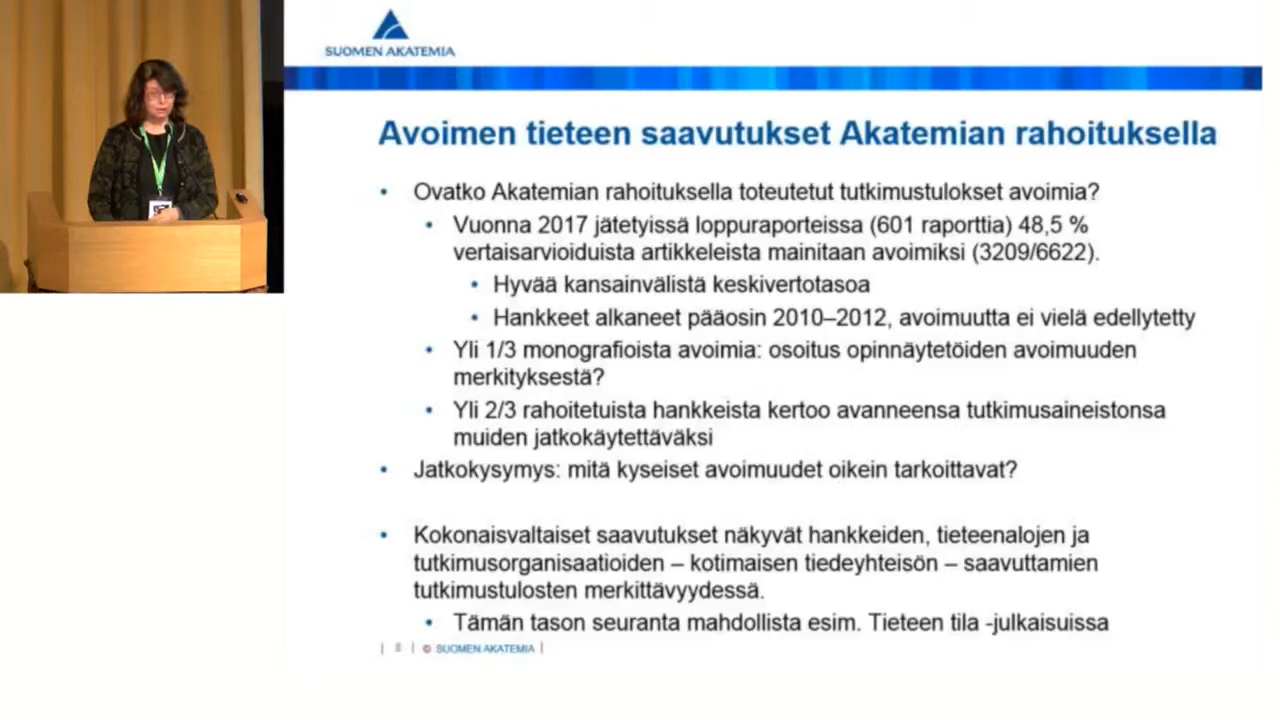 SUOMEN AKATEMIA
Avoimen tieteen saavutukset Akatemian rahoituksella
• Ovatko Akatemian rahoituksella toteutetut tutkimustulokset avoimia?
• Vuonna 2017 jätetyissä loppuraporteissa (601 raporttia) 48,5 %
vertaisarvioiduista artikkeleista mainitaan avoimiksi (3209/6622).
• Hyvää kansainvälistä keskivertotasoa
• Hankkeet alkaneet pääosin 2010–2012, avoimuutta ei vielä edellytetty
• Yli 1/3 monografioista avoimia: osoitus opinnäytetöiden avoimuuden
merkityksestä?
• Yli 2/3 rahoitetuista hankkeista kertoo avanneensa tutkimusaineistonsa
muiden jatkokäytettäväksi
• Jatkokysymys: mitä kyseiset avoimuudet oikein tarkoittavat?
• Kokonaisvaltaiset saavutukset näkyvät hankkeiden, tieteenalojen ja
tutkimusorganisaatioiden – kotimaisen tiedeyhteisön – saavuttamien
tutkimustulosten merkittävyydessä.
• Tämän tason seuranta mahdollista esim. Tieteen tila -julkaisuissa
© SUOMEN AKATEMIA